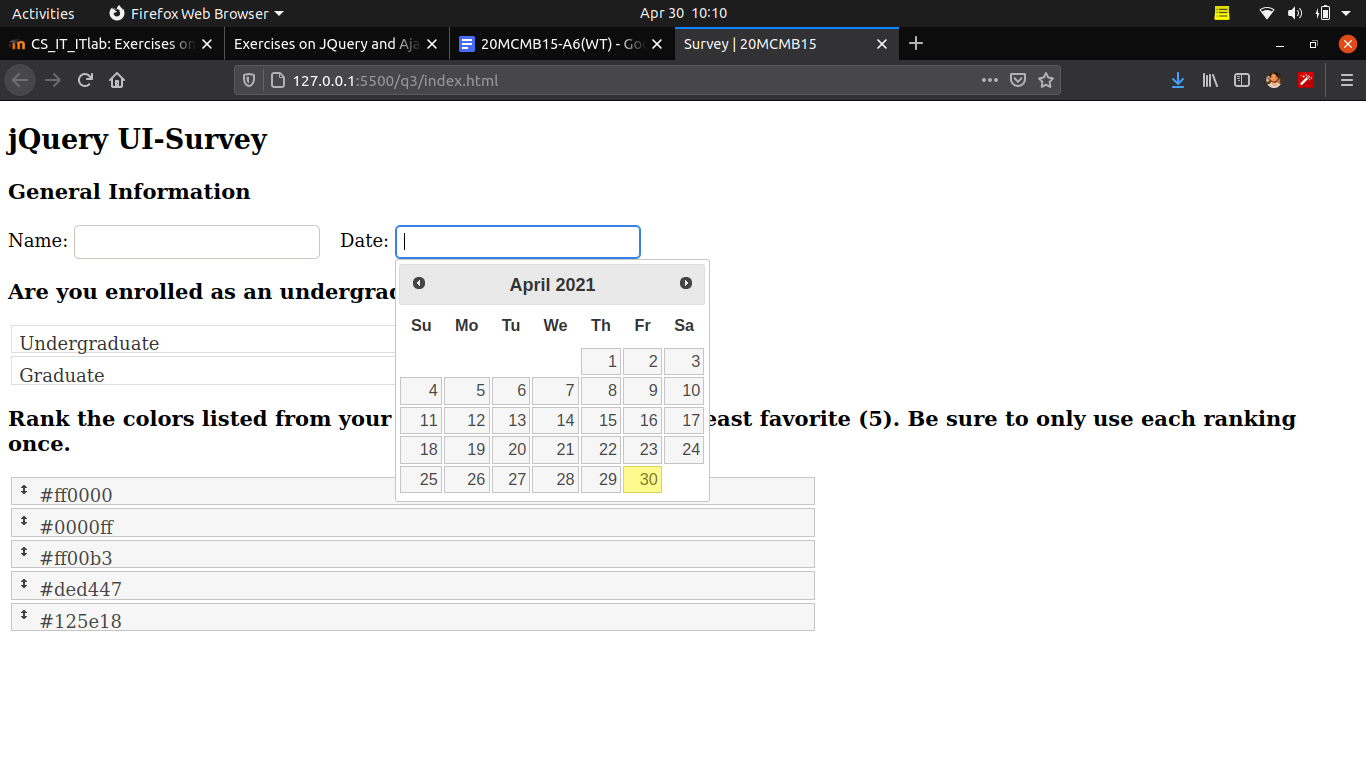 Activities Firefox Web Browser Apr 30 10:10
CS_IT_ITlab: Exercises on Exercises on JQuery and Aja 20MCMB15-A6(WT) - Goo Survey | 20MCMB15
127.0.0.1:5500/q3/index.html
jQuery UI-Survey
General Information
Name: Date:
April 2021
Su Mo Tu We Th Fr Sa
1 2 3
4 5 6 7 8 9 10
11 12 13 14 15 16 17
18 19 20 21 22 23 24
25 26 27 28 29 30
Are you enrolled as an undergrad
Undergraduate
Graduate
Rank the colors listed from your east favorite (5). Be sure to only use each ranking
once.
#ff0000
#0000ff
#ff00b3
#ded447
#125e18